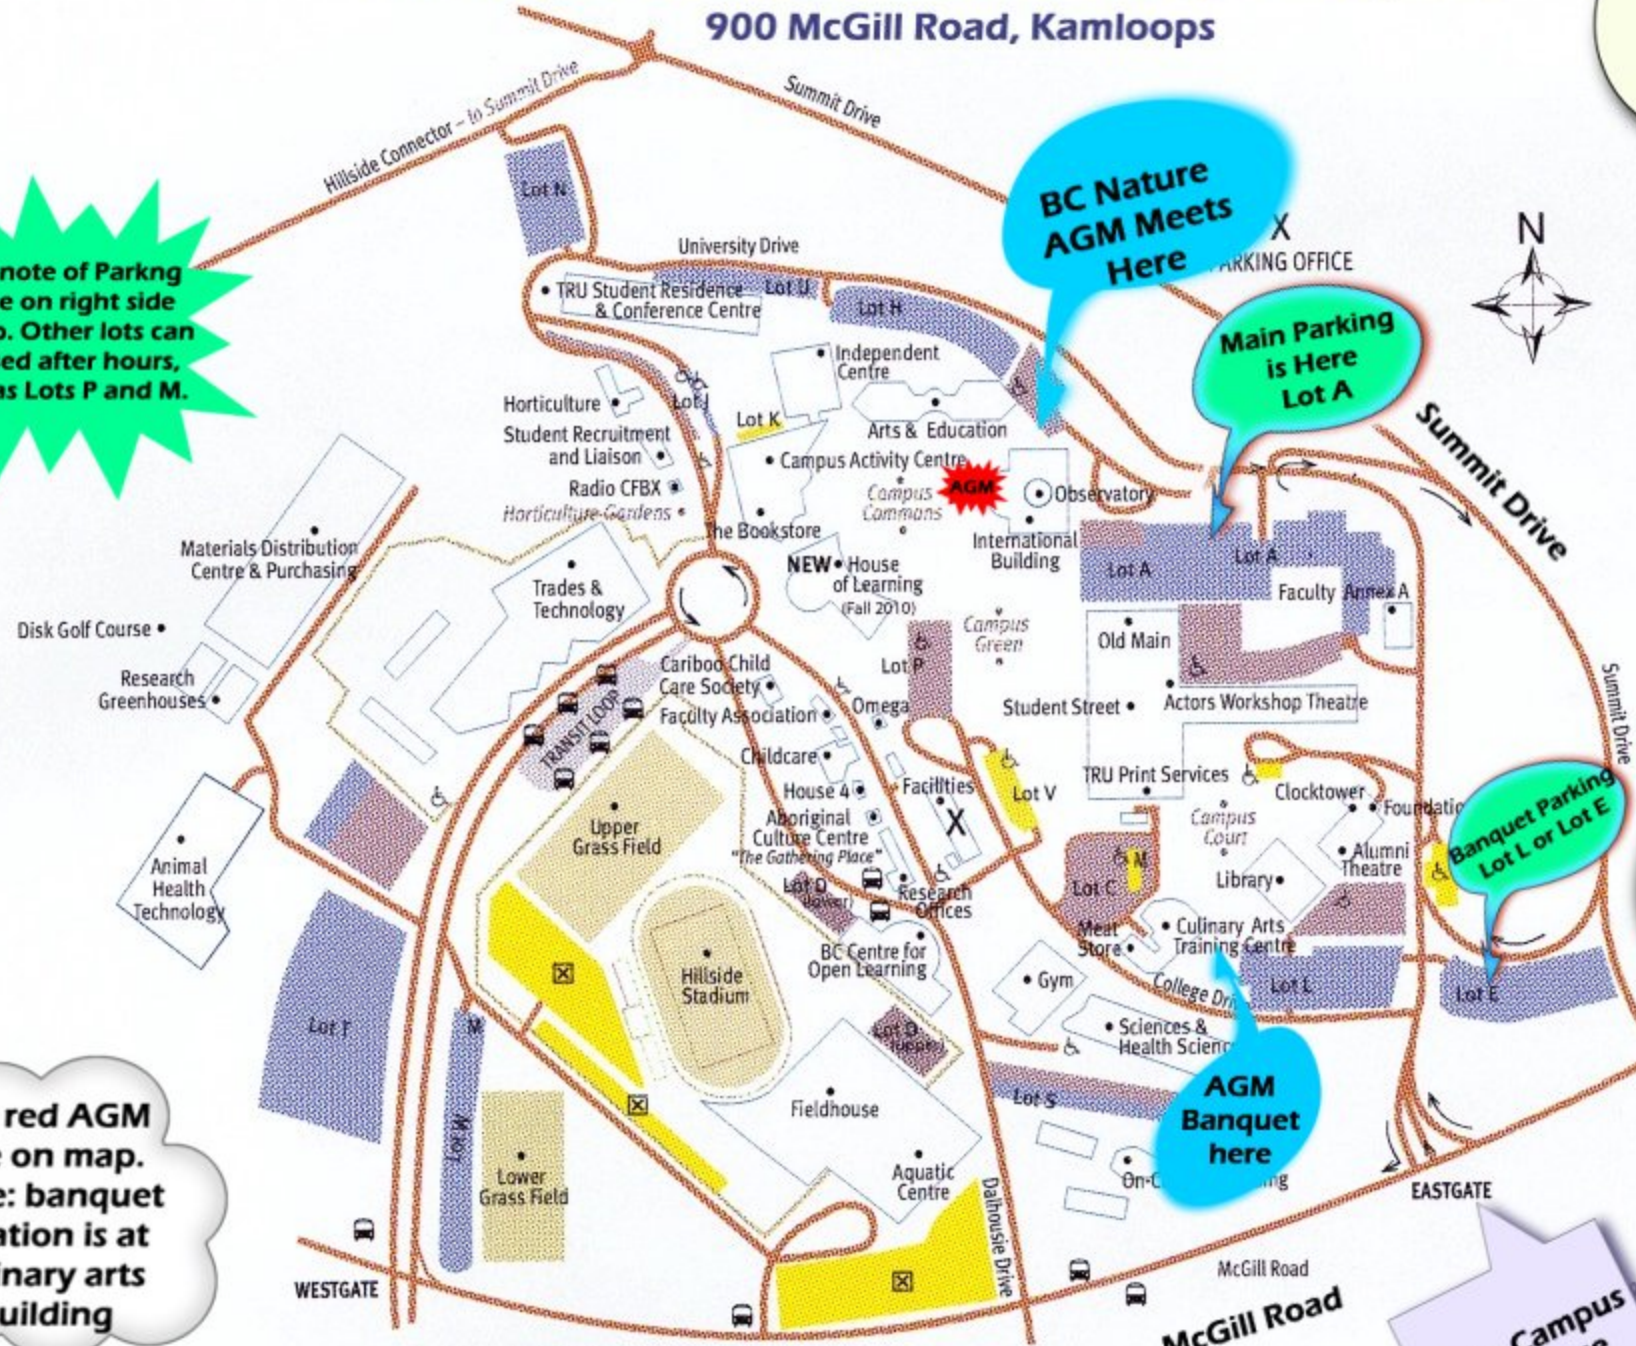 900 McGill Road, Kamloops
Hillside Connector – to Summit Drive
Summit Drive
Lot N
University Drive
BC Nature
AGM Meets
Here
X
ARKING OFFICE
N
note of Parkng
e on right side
Other lots can
ed after hours,
as Lots P and M.
TRU Student Residence
& Conference Centre
Lot U
Lot H
Main Parking
is Here
Lot A
Independent
Centre
Horticulture
Lot J
Lot K
Arts & Education
Student Recruitment
and Liaison
Campus Activity Centre
Summit Drive
Radio CFBX
Campus
Commons
AGM
Observatory
Horticulture Gardens
The Bookstore
International
Building
Materials Distribution
Centre & Purchasing
NEW House
of Learning
(Fall 2010)
Lot A
Lot A
Trades &
Technology
Faculty Annex A
Disk Golf Course
Campus
Green
Old Main
Research
Greenhouses
Cariboo Child
Care Society
Lot P
Summit Drive
TRANSIT LOOP
Faculty Association
Omega
Student Street
Actors Workshop Theatre
Childcare
House 4
Facilities
X
Lot V
TRU Print Services
Clocktower
Foundatio
Banquet Parking
Lot L or Lot E
Upper
Grass Field
Aboriginal
Culture Centre
"The Gathering Place"
Campus
Court
Alumni
Theatre
Animal
Health
Technology
Lot D
(lower)
Research
Offices
Lot C
M
Library
Meat
Store
Culinary Arts
Training Centre
BC Centre for
Open Learning
Hillside
Stadium
Gym
College Dri
Lot L
Lot E
M
Lot D
Sciences &
Health Scienc
Fieldhouse
Lot S
AGM
Banquet
here
red AGM
on map.
e: banquet
ation is at
inary arts
uilding
M
Lower
Grass Field
Aquatic
Centre
On-C
ng
EASTGATE
Dalhousie Drive
WESTGATE
McGill Road
McGill Road
Campus